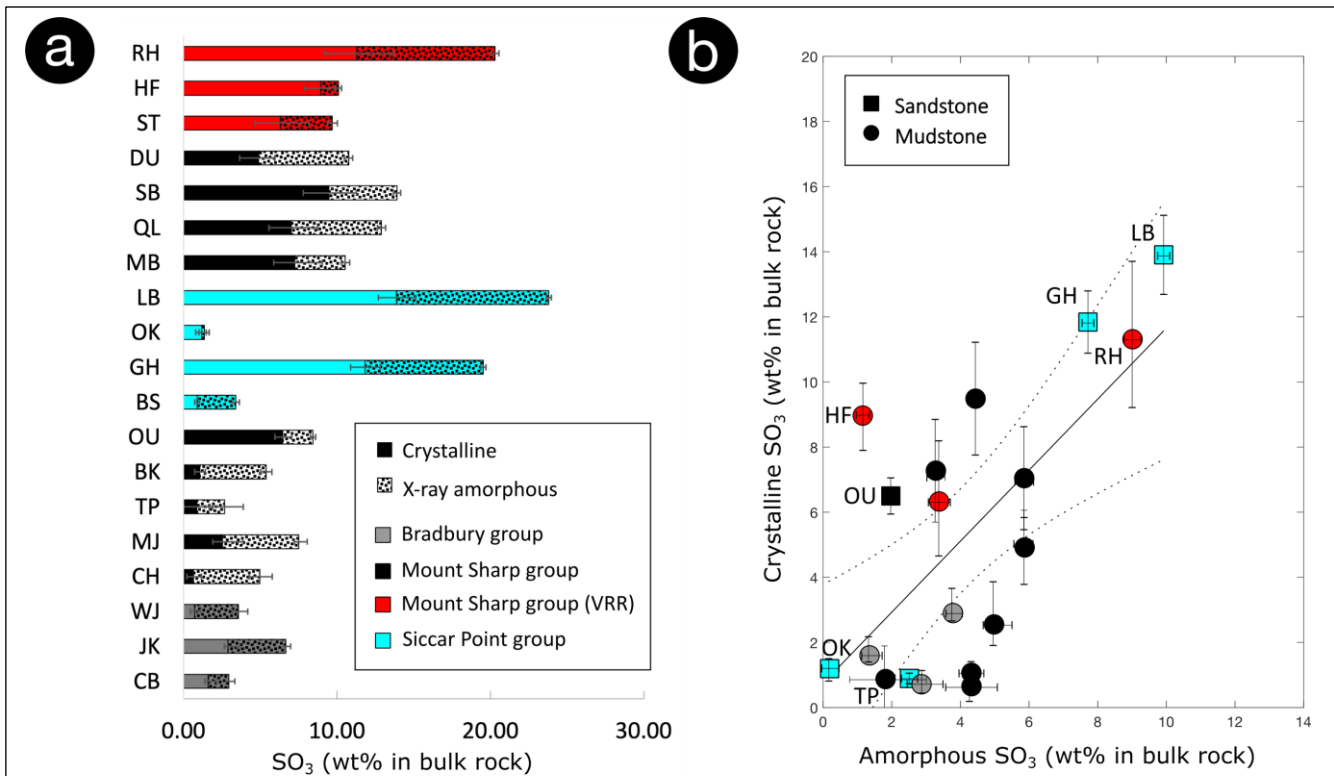 a
RH
HF
ST
DU
SB
QL
MB
LB
OK
GH
BS
OU
BK
TP
MJ
CH
WJ
JK
CB
Crystalline
X-ray amorphous
Bradbury group
Mount Sharp group
Mount Sharp group (VRR)
Siccar Point group
0.00 10.00 20.00 30.00
SO₃ (wt% in bulk rock)
b
Sandstone
Mudstone
20
18
16
14
12
10
8
6
4
2
0
LB
GH
RH
HF
OU
OK
TP
0 2 4 6 8 10 12 14
Crystalline SO₃ (wt% in bulk rock)
Amorphous SO₃ (wt% in bulk rock)